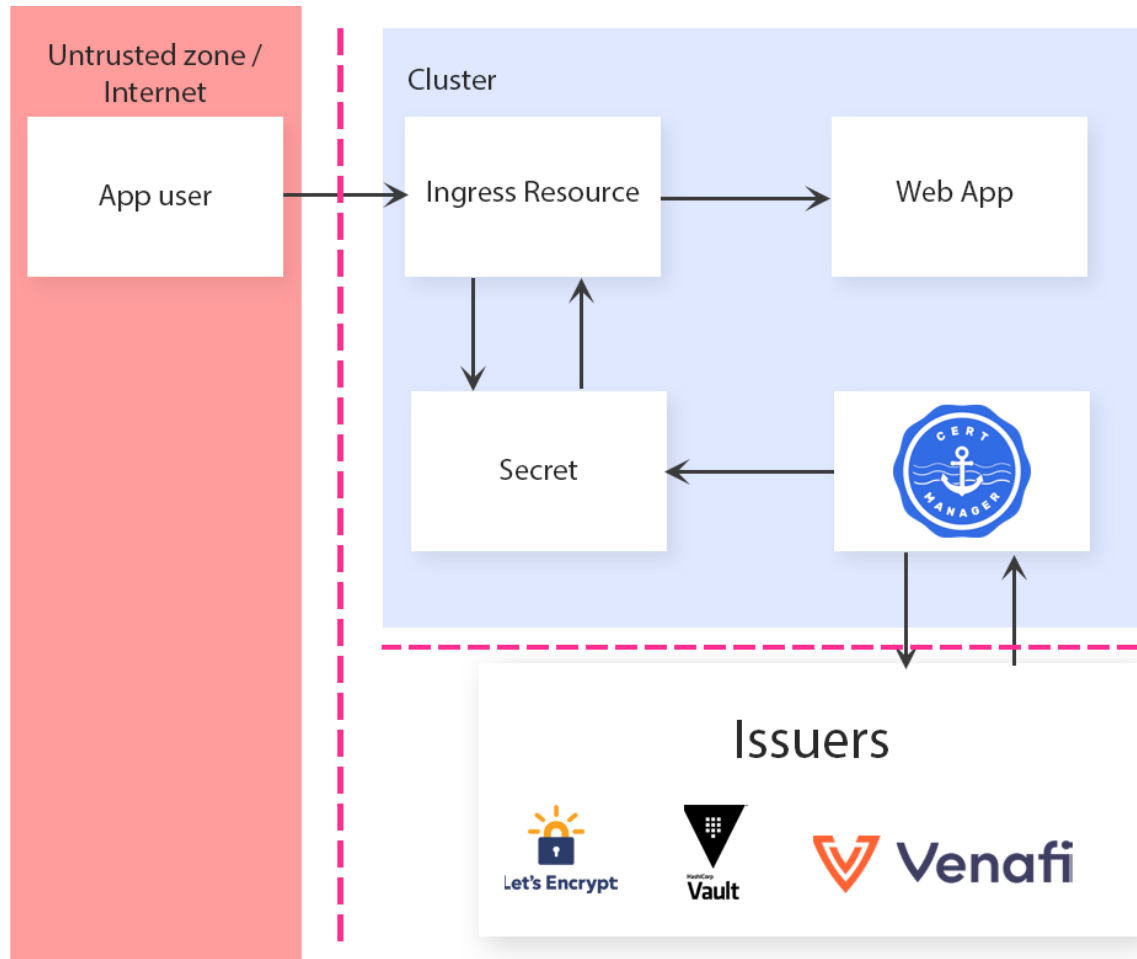 Untrusted zone /
Internet
Cluster
App user
Ingress Resource
Web App
Secret
CERT
MANAGER
Issuers
Let's Encrypt
HashiCorp
Vault
Venafi